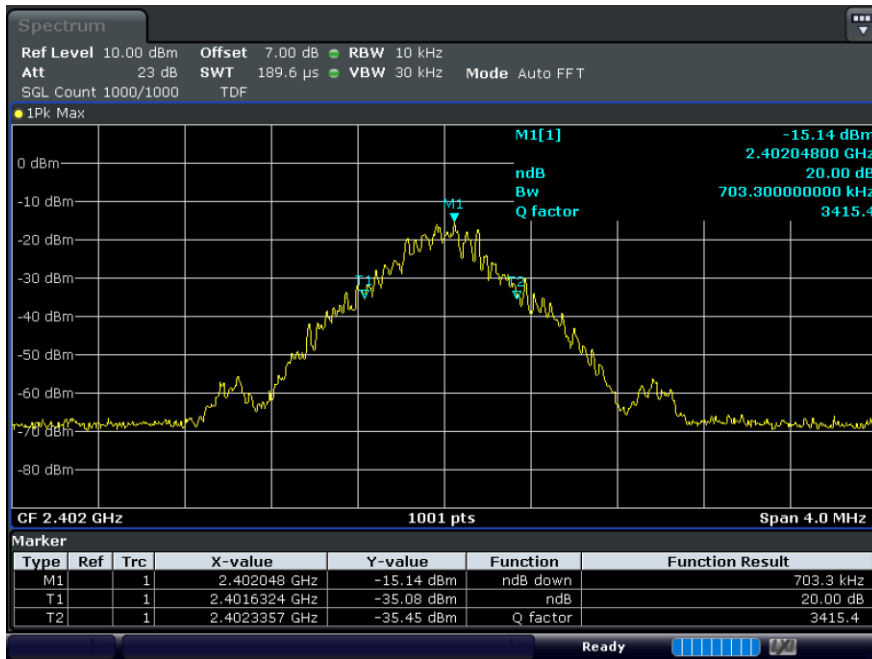 Spectrum
Ref Level 10.00 dBm Offset 7.00 dB RBW 10 kHz
Att 23 dB SWT 189.6 µs VBW 30 kHz Mode Auto FFT
SGL Count 1000/1000 TDF
1Pk Max
M1[1] -15.14 dBm
2.40204800 GHz
ndB 20.00 dB
Bw 703.300000000 kHz
Q factor 3415.4
0 dBm
-10 dBm
M1
-20 dBm
-30 dBm
T1 T2
-40 dBm
-50 dBm
-60 dBm
-70 dBm
-80 dBm
CF 2.402 GHz 1001 pts Span 4.0 MHz
Marker
Type Ref Trc X-value Y-value Function Function Result
M1 1 2.402048 GHz -15.14 dBm ndB down 703.3 kHz
T1 1 2.4016324 GHz -35.08 dBm ndB 20.00 dB
T2 1 2.4023357 GHz -35.45 dBm Q factor 3415.4
Ready